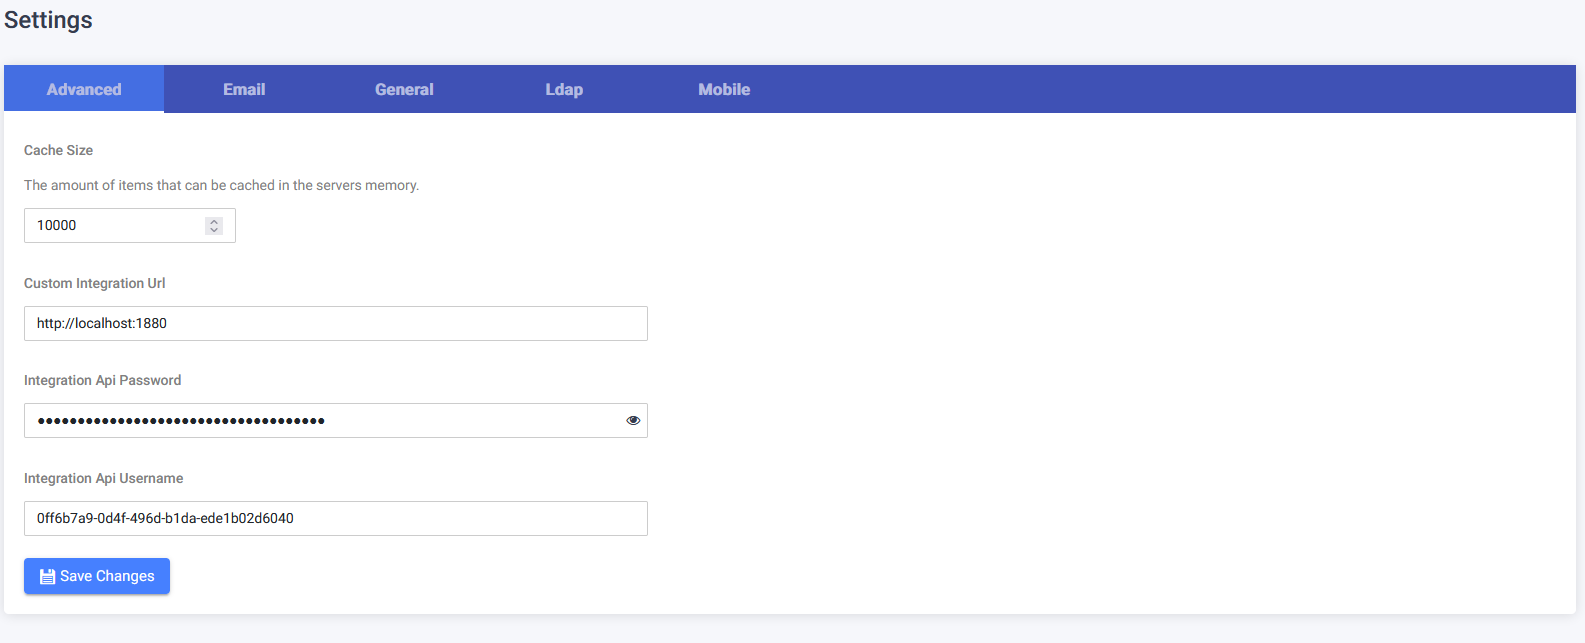 Settings
Advanced Email General Ldap Mobile
Cache Size
The amount of items that can be cached in the servers memory.
10000
Custom Integration Url
http://localhost:1880
Integration Api Password
••••••••••••••••••••••••••••••••••••
Integration Api Username
0ff6b7a9-0d4f-496d-b1da-ede1b02d6040
Save Changes